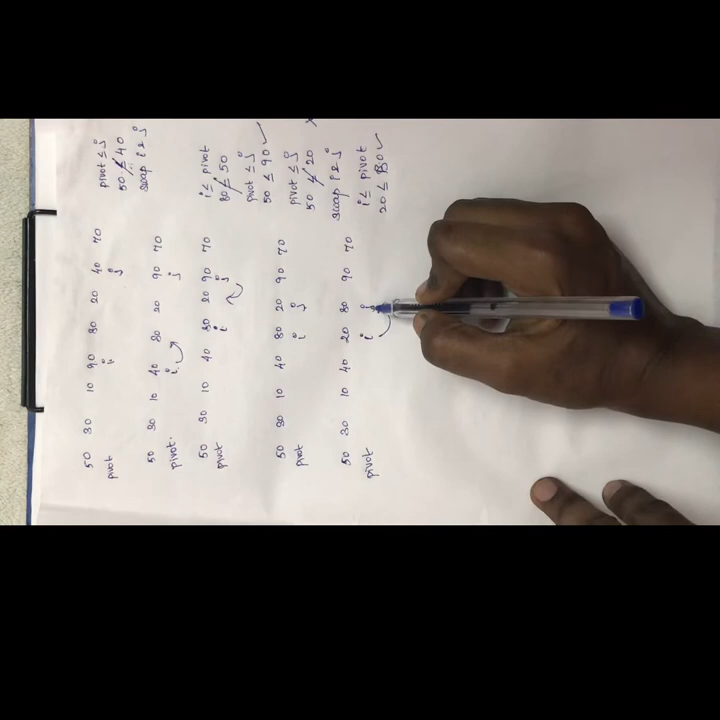 50 30 10 90 80 20 40 70
pivot ≤ j
pivot i j
50 ≤ 40
swap i & j
50 30 10 40 80 20 90 70
pivot. i j
50 30 10 40 80 20 90 70
i ≤ pivot
pivot i j
80 ≤ 50
pivot ≤ j
50 ≤ 90 ✓
50 30 10 40 80 20 90 70
pivot ≤ j
pivot i j
50 ≤ 20 x
swap i & j
50 30 10 40 20 80 90 70
i ≤ pivot
pivot i j
20 ≤ ✓